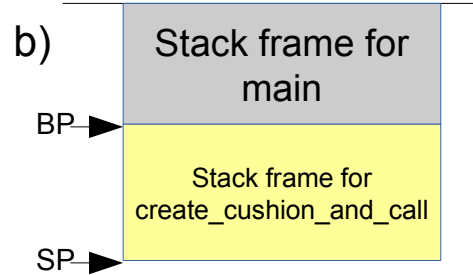 b)
Stack frame for
main
BP
Stack frame for
create_cushion_and_call
SP